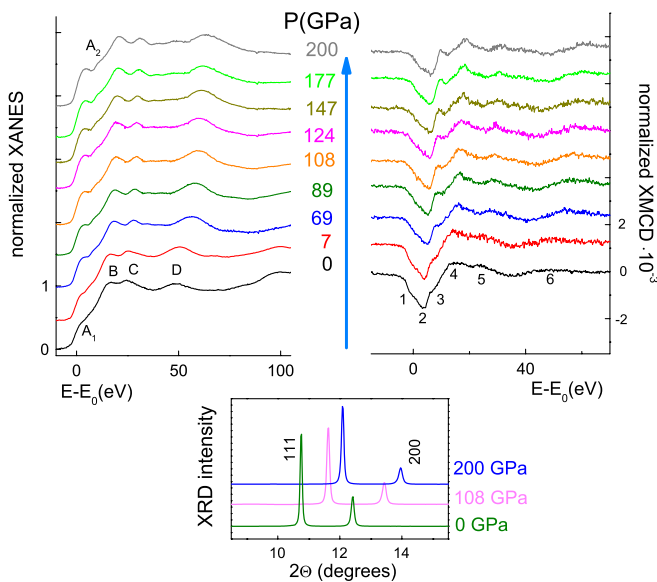 P(GPa)
A2
200
177
147
124
108
89
69
7
0
normalized XANES
1
0
B
C
D
A1
0
50
100
E-E0(eV)
normalized XMCD ·10-3
2
0
-2
1
2
3
4
5
6
0
40
E-E0(eV)
XRD intensity
111
200
200 GPa
108 GPa
0 GPa
10
12
14
2Θ (degrees)